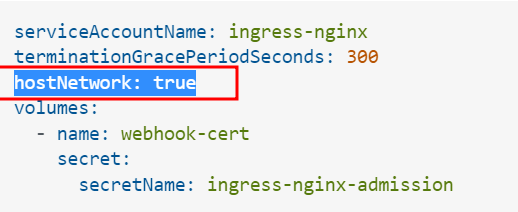 serviceAccountName: ingress-nginx
terminationGracePeriodSeconds: 300
hostNetwork: true
volumes:
  - name: webhook-cert
    secret:
      secretName: ingress-nginx-admission